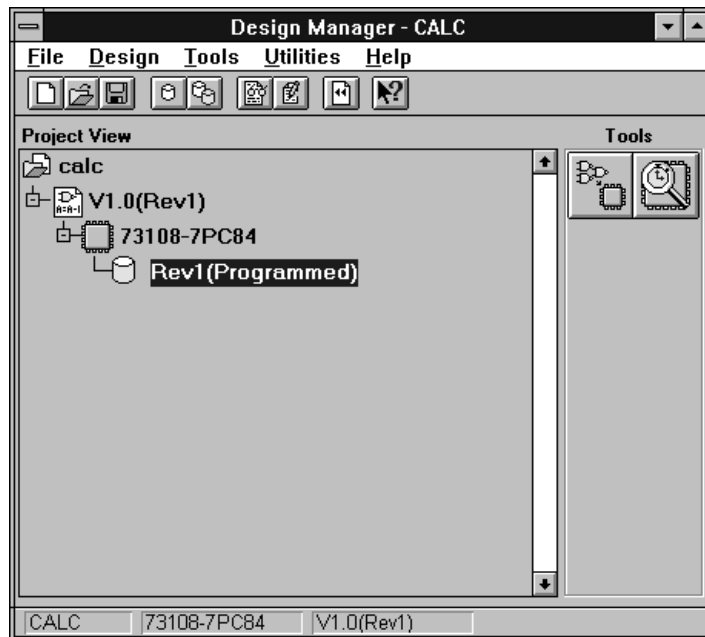 Design Manager - CALC
File Design Tools Utilities Help
Project View
Tools
calc
V1.0(Rev1)
73108-7PC84
Rev1(Programmed)
CALC 73108-7PC84 V1.0(Rev1)